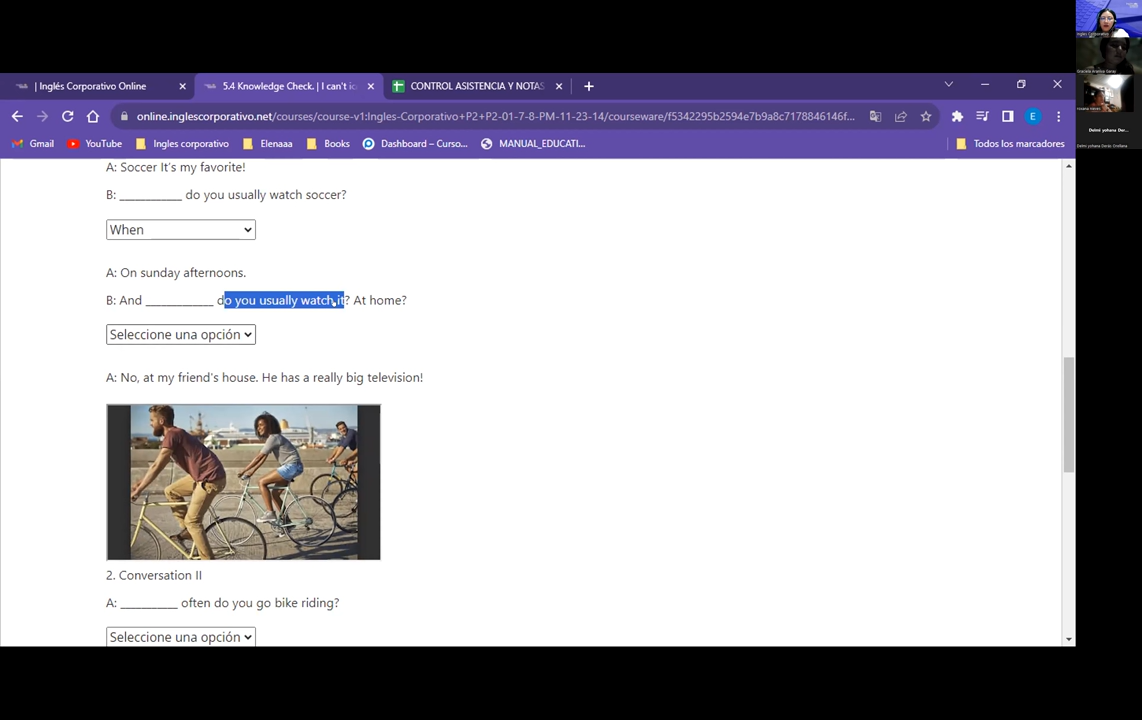 | Inglés Corporativo Online
5.4 Knowledge Check. | I can't ic
CONTROL ASISTENCIA Y NOTAS
online.inglescorporativo.net/courses/course-v1:Ingles-Corporativo+P2+P2-01-7-8-PM-11-23-14/courseware/f5342295b2594e7b9a8c7178846146f...
E
Gmail
YouTube
Ingles corporativo
Elenaaa
Books
Dashboard – Curso...
MANUAL_EDUCATI...
Todos los marcadores
A: Soccer It's my favorite!
B: ____________ do you usually watch soccer?
When
A: On sunday afternoons.
B: And _____________ do you usually watch it? At home?
Seleccione una opción
A: No, at my friend's house. He has a really big television!
2. Conversation II
A: ___________ often do you go bike riding?
Seleccione una opción